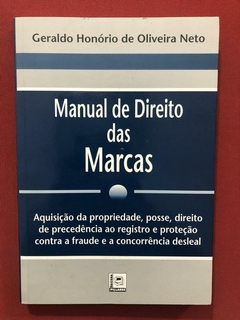 Geraldo Honório de Oliveira Neto
Manual de Direito
das
Marcas
Aquisição da propriedade, posse, direito
de precedência ao registro e proteção
contra a fraude e a concorrência desleal